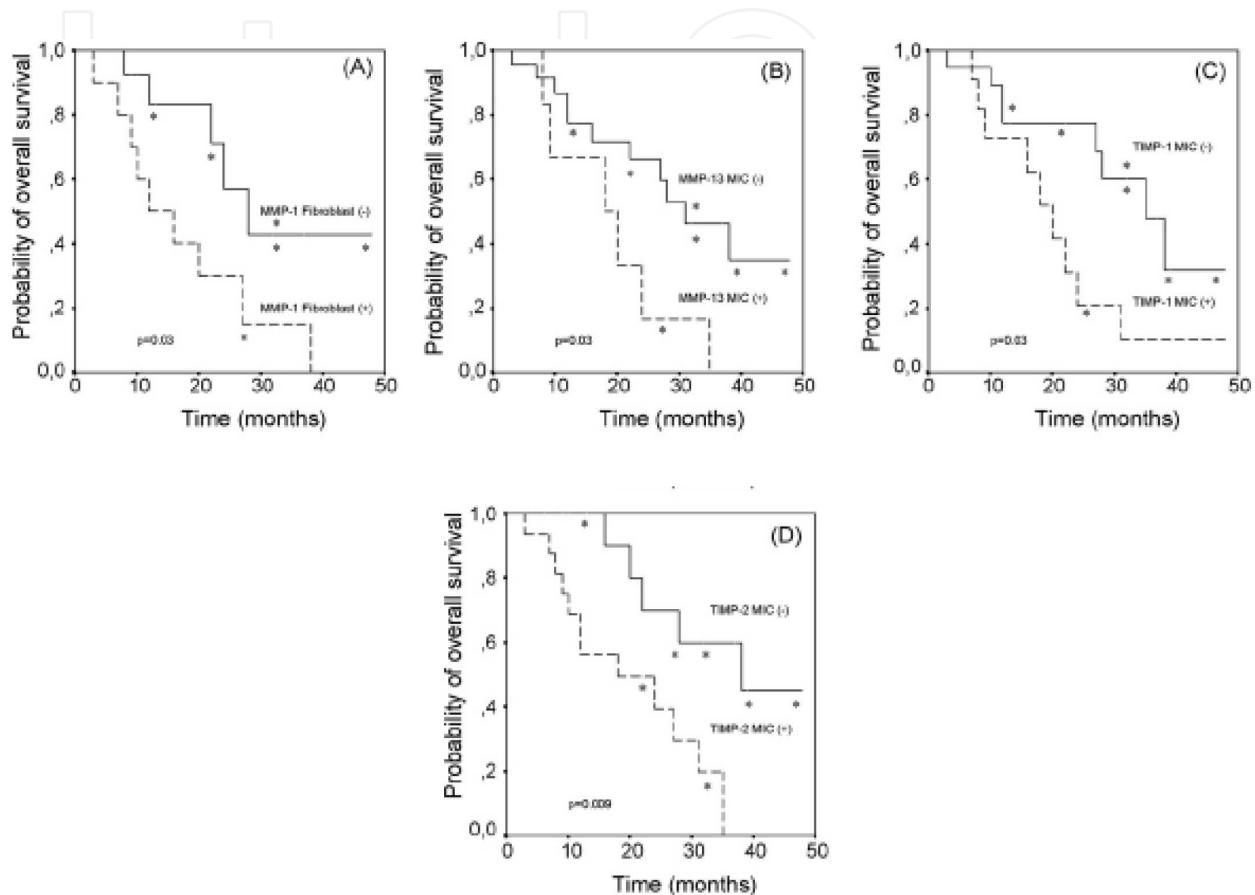 1,0
,8
,6
,4
,2
0,0
Probability of overall survival
(A)
MMP-1 Fibroblast (-)
MMP-1 Fibroblast (+)
p=0.03
0 10 20 30 40 50
Time (months)
1,0
,8
,6
,4
,2
0,0
Probability of overall survival
(B)
MMP-13 MIC (-)
MMP-13 MIC (+)
p=0.03
0 10 20 30 40 50
Time (months)
1,0
,8
,6
,4
,2
0,0
Probability of overall survival
(C)
TIMP-1 MIC (-)
TIMP-1 MIC (+)
p=0.03
0 10 20 30 40 50
Time (months)
1,0
,8
,6
,4
,2
0,0
Probability of overall survival
(D)
TIMP-2 MIC (-)
TIMP-2 MIC (+)
p=0.009
0 10 20 30 40 50
Time (months)